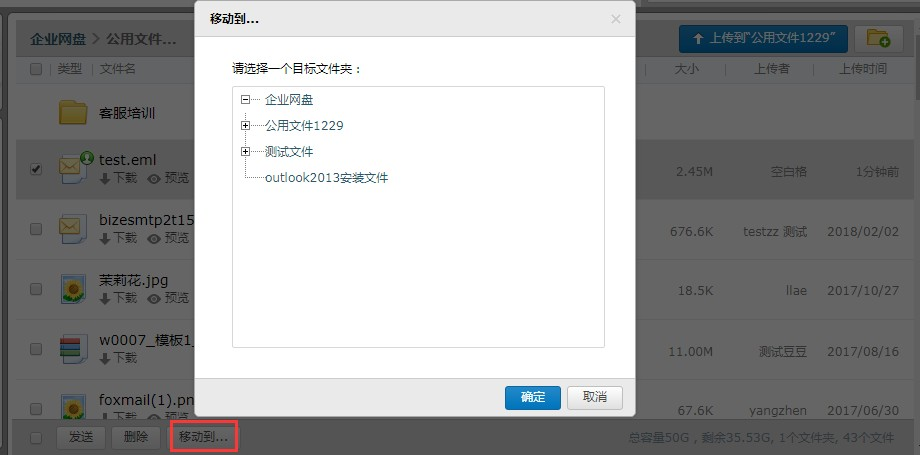 移动到...
企业网盘 > 公用文件...
上传到“公用文件1229”
类型 文件名 大小 上传者 上传时间
请选择一个目标文件夹：
企业网盘
公用文件1229
测试文件
outlook2013安装文件
确定 取消
客服培训
test.eml
下载 预览 2.45M 空白格 1分钟前
bizesmtp2t15
下载 预览 676.6K testzz 测试 2018/02/02
茉莉花.jpg
下载 预览 18.5K llae 2017/10/27
w0007_模板1_
下载 11.00M 测试豆豆 2017/08/16
foxmail(1).pn
下载 预览 67.6K yangzhen 2017/06/30
发送 删除 移动到... 总容量50G，剩余35.53G, 1个文件夹, 43个文件